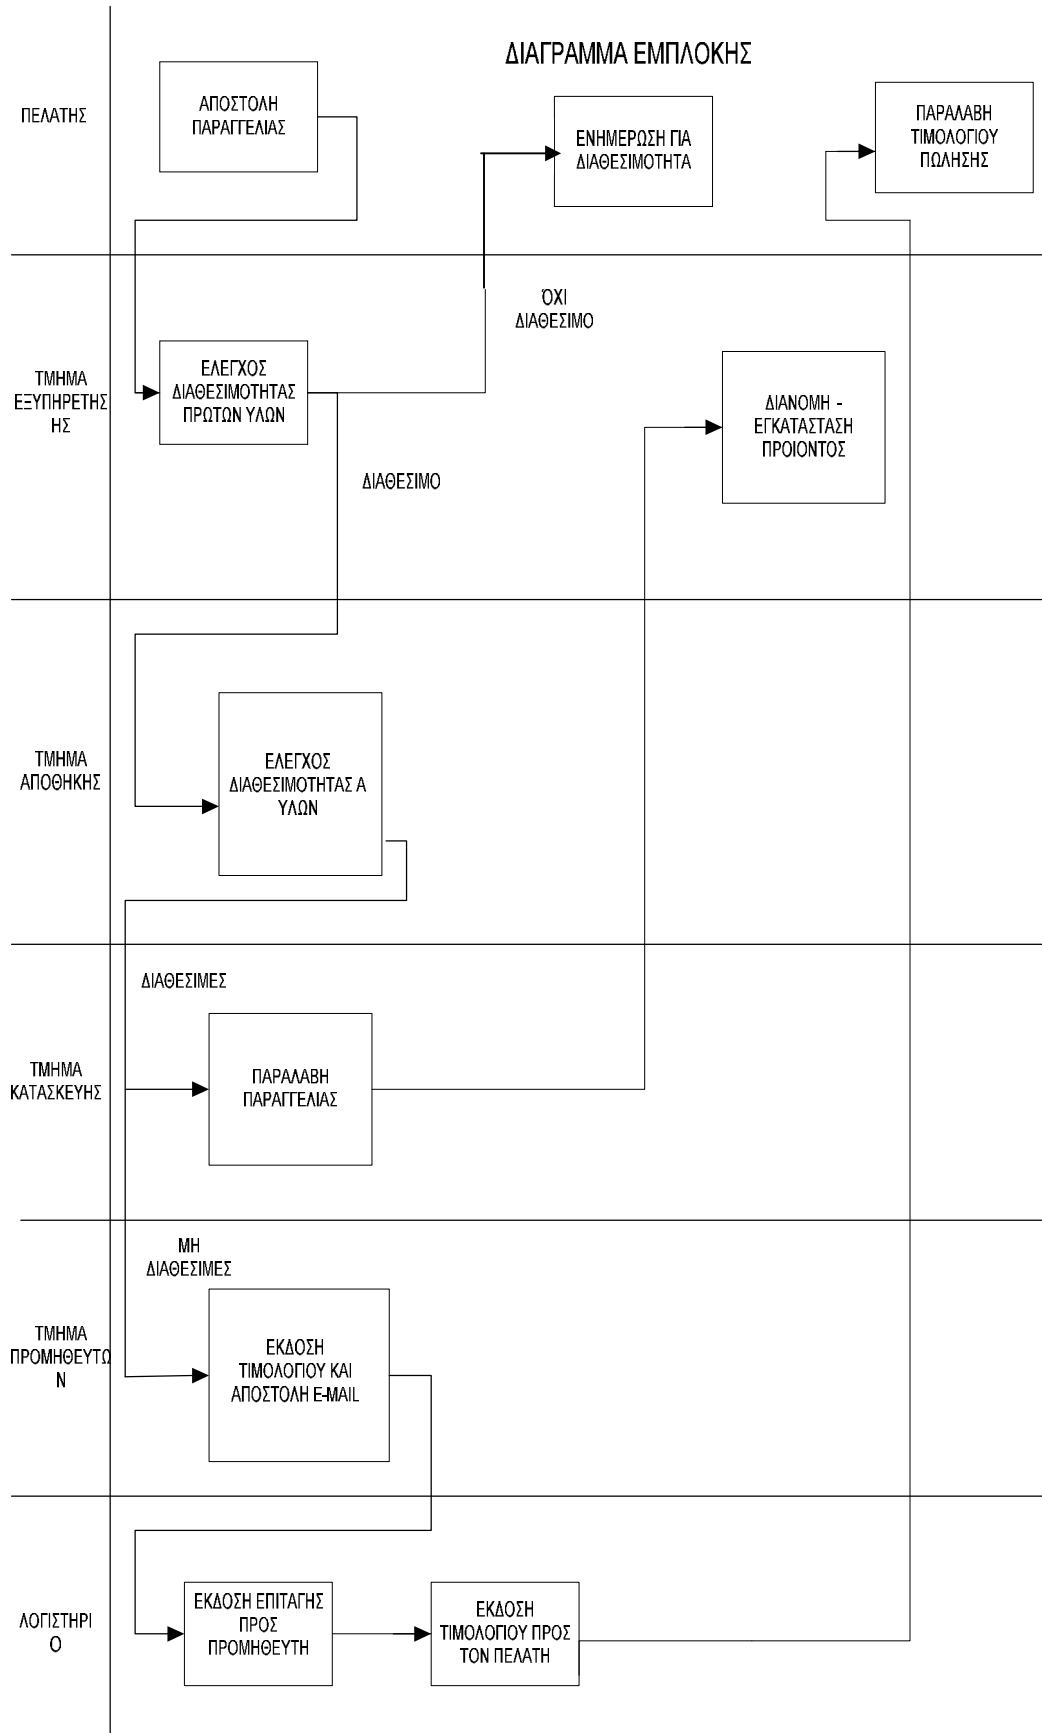 ΔΙΑΓΡΑΜΜΑ ΕΜΠΛΟΚΗΣ
ΠΕΛΑΤΗΣ
ΑΠΟΣΤΟΛΗ
ΠΑΡΑΓΓΕΛΙΑΣ
ΕΝΗΜΕΡΩΣΗ ΓΙΑ
ΔΙΑΘΕΣΙΜΟΤΗΤΑ
ΠΑΡΑΛΑΒΗ
ΤΙΜΟΛΟΓΙΟΥ
ΠΩΛΗΣΗΣ
ΤΜΗΜΑ
ΕΞΥΠΗΡΕΤΗΣ
ΗΣ
ΕΛΕΓΧΟΣ
ΔΙΑΘΕΣΙΜΟΤΗΤΑΣ
ΠΡΩΤΩΝ ΥΛΩΝ
ΌΧΙ
ΔΙΑΘΕΣΙΜΟ
ΔΙΑΘΕΣΙΜΟ
ΔΙΑΝΟΜΗ -
ΕΓΚΑΤΑΣΤΑΣΗ
ΠΡΟΙΟΝΤΟΣ
ΤΜΗΜΑ
ΑΠΟΘΗΚΗΣ
ΕΛΕΓΧΟΣ
ΔΙΑΘΕΣΙΜΟΤΗΤΑΣ Α
ΥΛΩΝ
ΤΜΗΜΑ
ΚΑΤΑΣΚΕΥΗΣ
ΔΙΑΘΕΣΙΜΕΣ
ΠΑΡΑΛΑΒΗ
ΠΑΡΑΓΓΕΛΙΑΣ
ΤΜΗΜΑ
ΠΡΟΜΗΘΕΥΤΩ
Ν
ΜΗ
ΔΙΑΘΕΣΙΜΕΣ
ΕΚΔΟΣΗ
ΤΙΜΟΛΟΓΙΟΥ ΚΑΙ
ΑΠΟΣΤΟΛΗ E-MAIL
ΛΟΓΙΣΤΗΡΙ
Ο
ΕΚΔΟΣΗ ΕΠΙΤΑΓΗΣ
ΠΡΟΣ
ΠΡΟΜΗΘΕΥΤΗ
ΕΚΔΟΣΗ
ΤΙΜΟΛΟΓΙΟΥ ΠΡΟΣ
ΤΟΝ ΠΕΛΑΤΗ